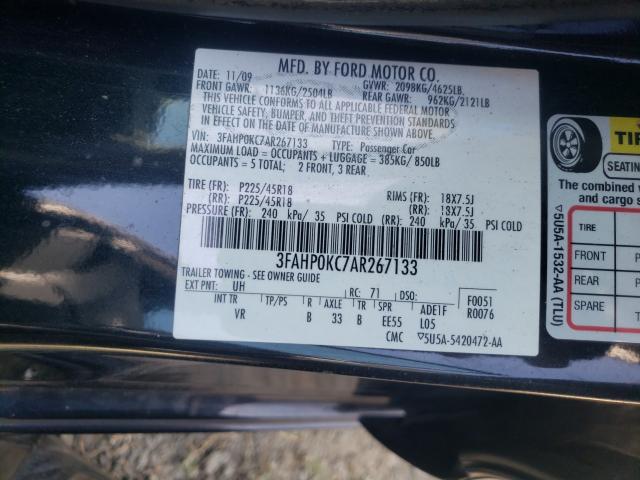 MFD. BY FORD MOTOR CO.
DATE: 11/09 GVWR: 2098KG/4625LB
FRONT GAWR: 1136KG/2504LB REAR GAWR: 962KG/2121LB
THIS VEHICLE CONFORMS TO ALL APPLICABLE FEDERAL MOTOR
VEHICLE SAFETY, BUMPER, AND THEFT PREVENTION STANDARDS
IN EFFECT ON THE DATE OF MANUFACTURE SHOWN ABOVE.
VIN: 3FAHP0KC7AR267133 TYPE: Passenger Car
MAXIMUM LOAD = OCCUPANTS + LUGGAGE = 385KG/ 850LB
OCCUPANTS = 5 TOTAL: 2 FRONT, 3 REAR
TIRE (FR): P225/45R18 RIMS (FR): 18X7.5J
(RR): P225/45R18 (RR): 18X7.5J
PRESSURE (FR): 240 kPa/ 35 PSI COLD (RR): 240 kPa/ 35 PSI COLD
3FAHP0KC7AR267133
TRAILER TOWING - SEE OWNER GUIDE
EXT PNT: UH RC: 71 DSO: F0051
INT TR TP/PS R AXLE TR SPR ADE1F R0076
VR B 33 B EE55 L05
CMC 5U5A-5420472-AA
5U5A-1532-AA (TLU)
TIR
SEATING
The combined
and cargo s
TIRE
FRONT P
REAR P
SPARE T